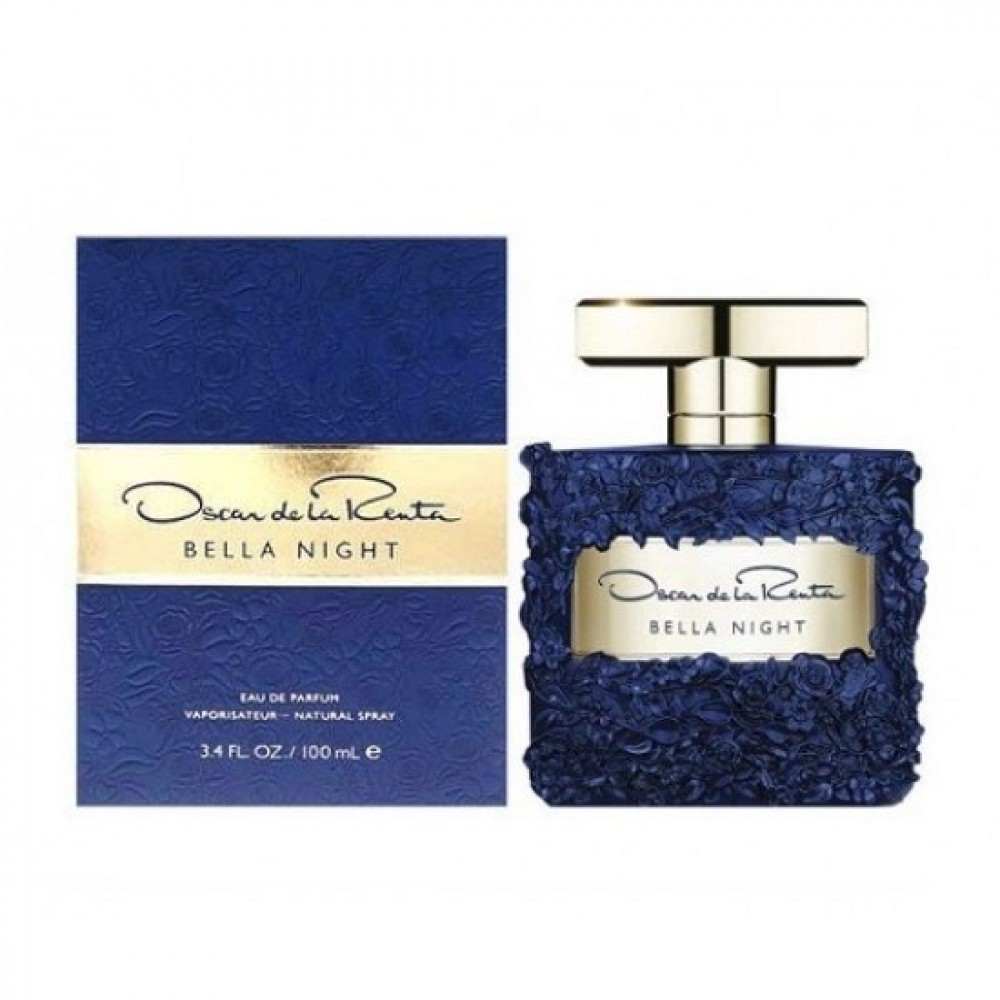 Oscar de la Renta
BELLA NIGHT
EAU DE PARFUM
VAPORISATEUR – NATURAL SPRAY
3.4 FL. OZ. / 100 mL ℮
Oscar de la Renta
BELLA NIGHT